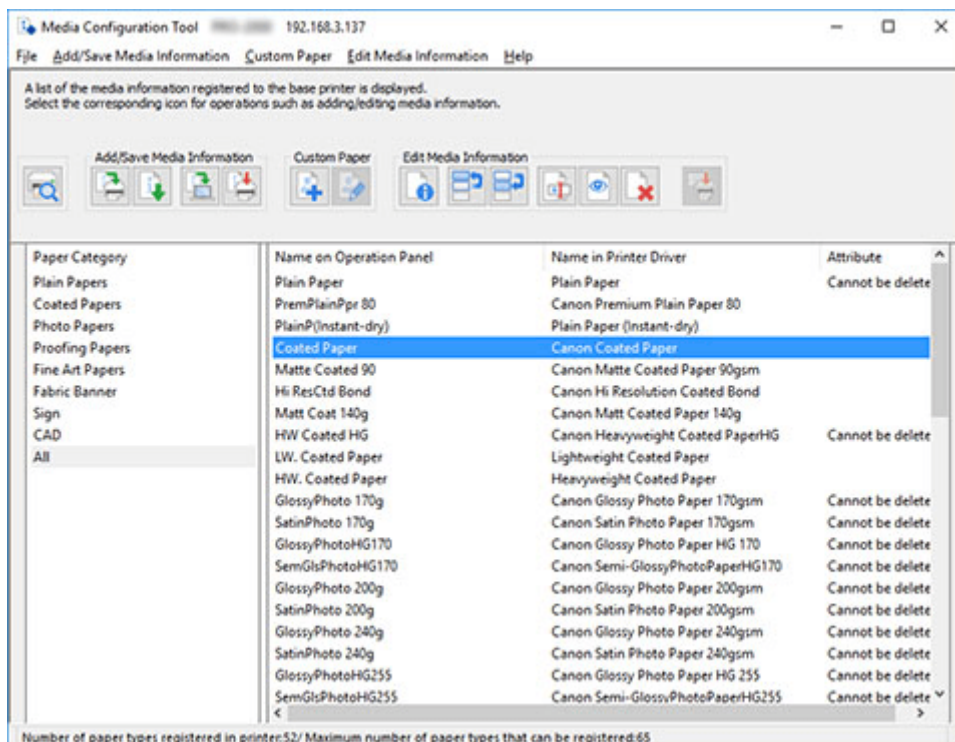 Media Configuration Tool 192.168.3.137
File Add/Save Media Information Custom Paper Edit Media Information Help
A list of the media information registered to the base printer is displayed.
Select the corresponding icon for operations such as adding/editing media information.
Add/Save Media Information Custom Paper Edit Media Information
Paper Category
Plain Papers
Coated Papers
Photo Papers
Proofing Papers
Fine Art Papers
Fabric Banner
Sign
CAD
All
Name on Operation Panel Name in Printer Driver Attribute
Plain Paper Plain Paper Cannot be delete
PremPlainPpr 80 Canon Premium Plain Paper 80
PlainP(Instant-dry) Plain Paper (Instant-dry)
Coated Paper Canon Coated Paper
Matte Coated 90 Canon Matte Coated Paper 90gsm
Hi ResCtd Bond Canon Hi Resolution Coated Bond
Matt Coat 140g Canon Matt Coated Paper 140g
HW Coated HG Canon Heavyweight Coated PaperHG Cannot be delete
LW. Coated Paper Lightweight Coated Paper
HW. Coated Paper Heavyweight Coated Paper
GlossyPhoto 170g Canon Glossy Photo Paper 170gsm Cannot be delete
SatinPhoto 170g Canon Satin Photo Paper 170gsm Cannot be delete
GlossyPhotoHG170 Canon Glossy Photo Paper HG 170 Cannot be delete
SemGlsPhotoHG170 Canon Semi-GlossyPhotoPaperHG170 Cannot be delete
GlossyPhoto 200g Canon Glossy Photo Paper 200gsm Cannot be delete
SatinPhoto 200g Canon Satin Photo Paper 200gsm Cannot be delete
GlossyPhoto 240g Canon Glossy Photo Paper 240gsm Cannot be delete
SatinPhoto 240g Canon Satin Photo Paper 240gsm Cannot be delete
GlossyPhotoHG255 Canon Glossy Photo Paper HG 255 Cannot be delete
SemGlsPhotoHG255 Canon Semi-GlossyPhotoPaperHG255 Cannot be delete
Number of paper types registered in printer:52/ Maximum number of paper types that can be registered:65